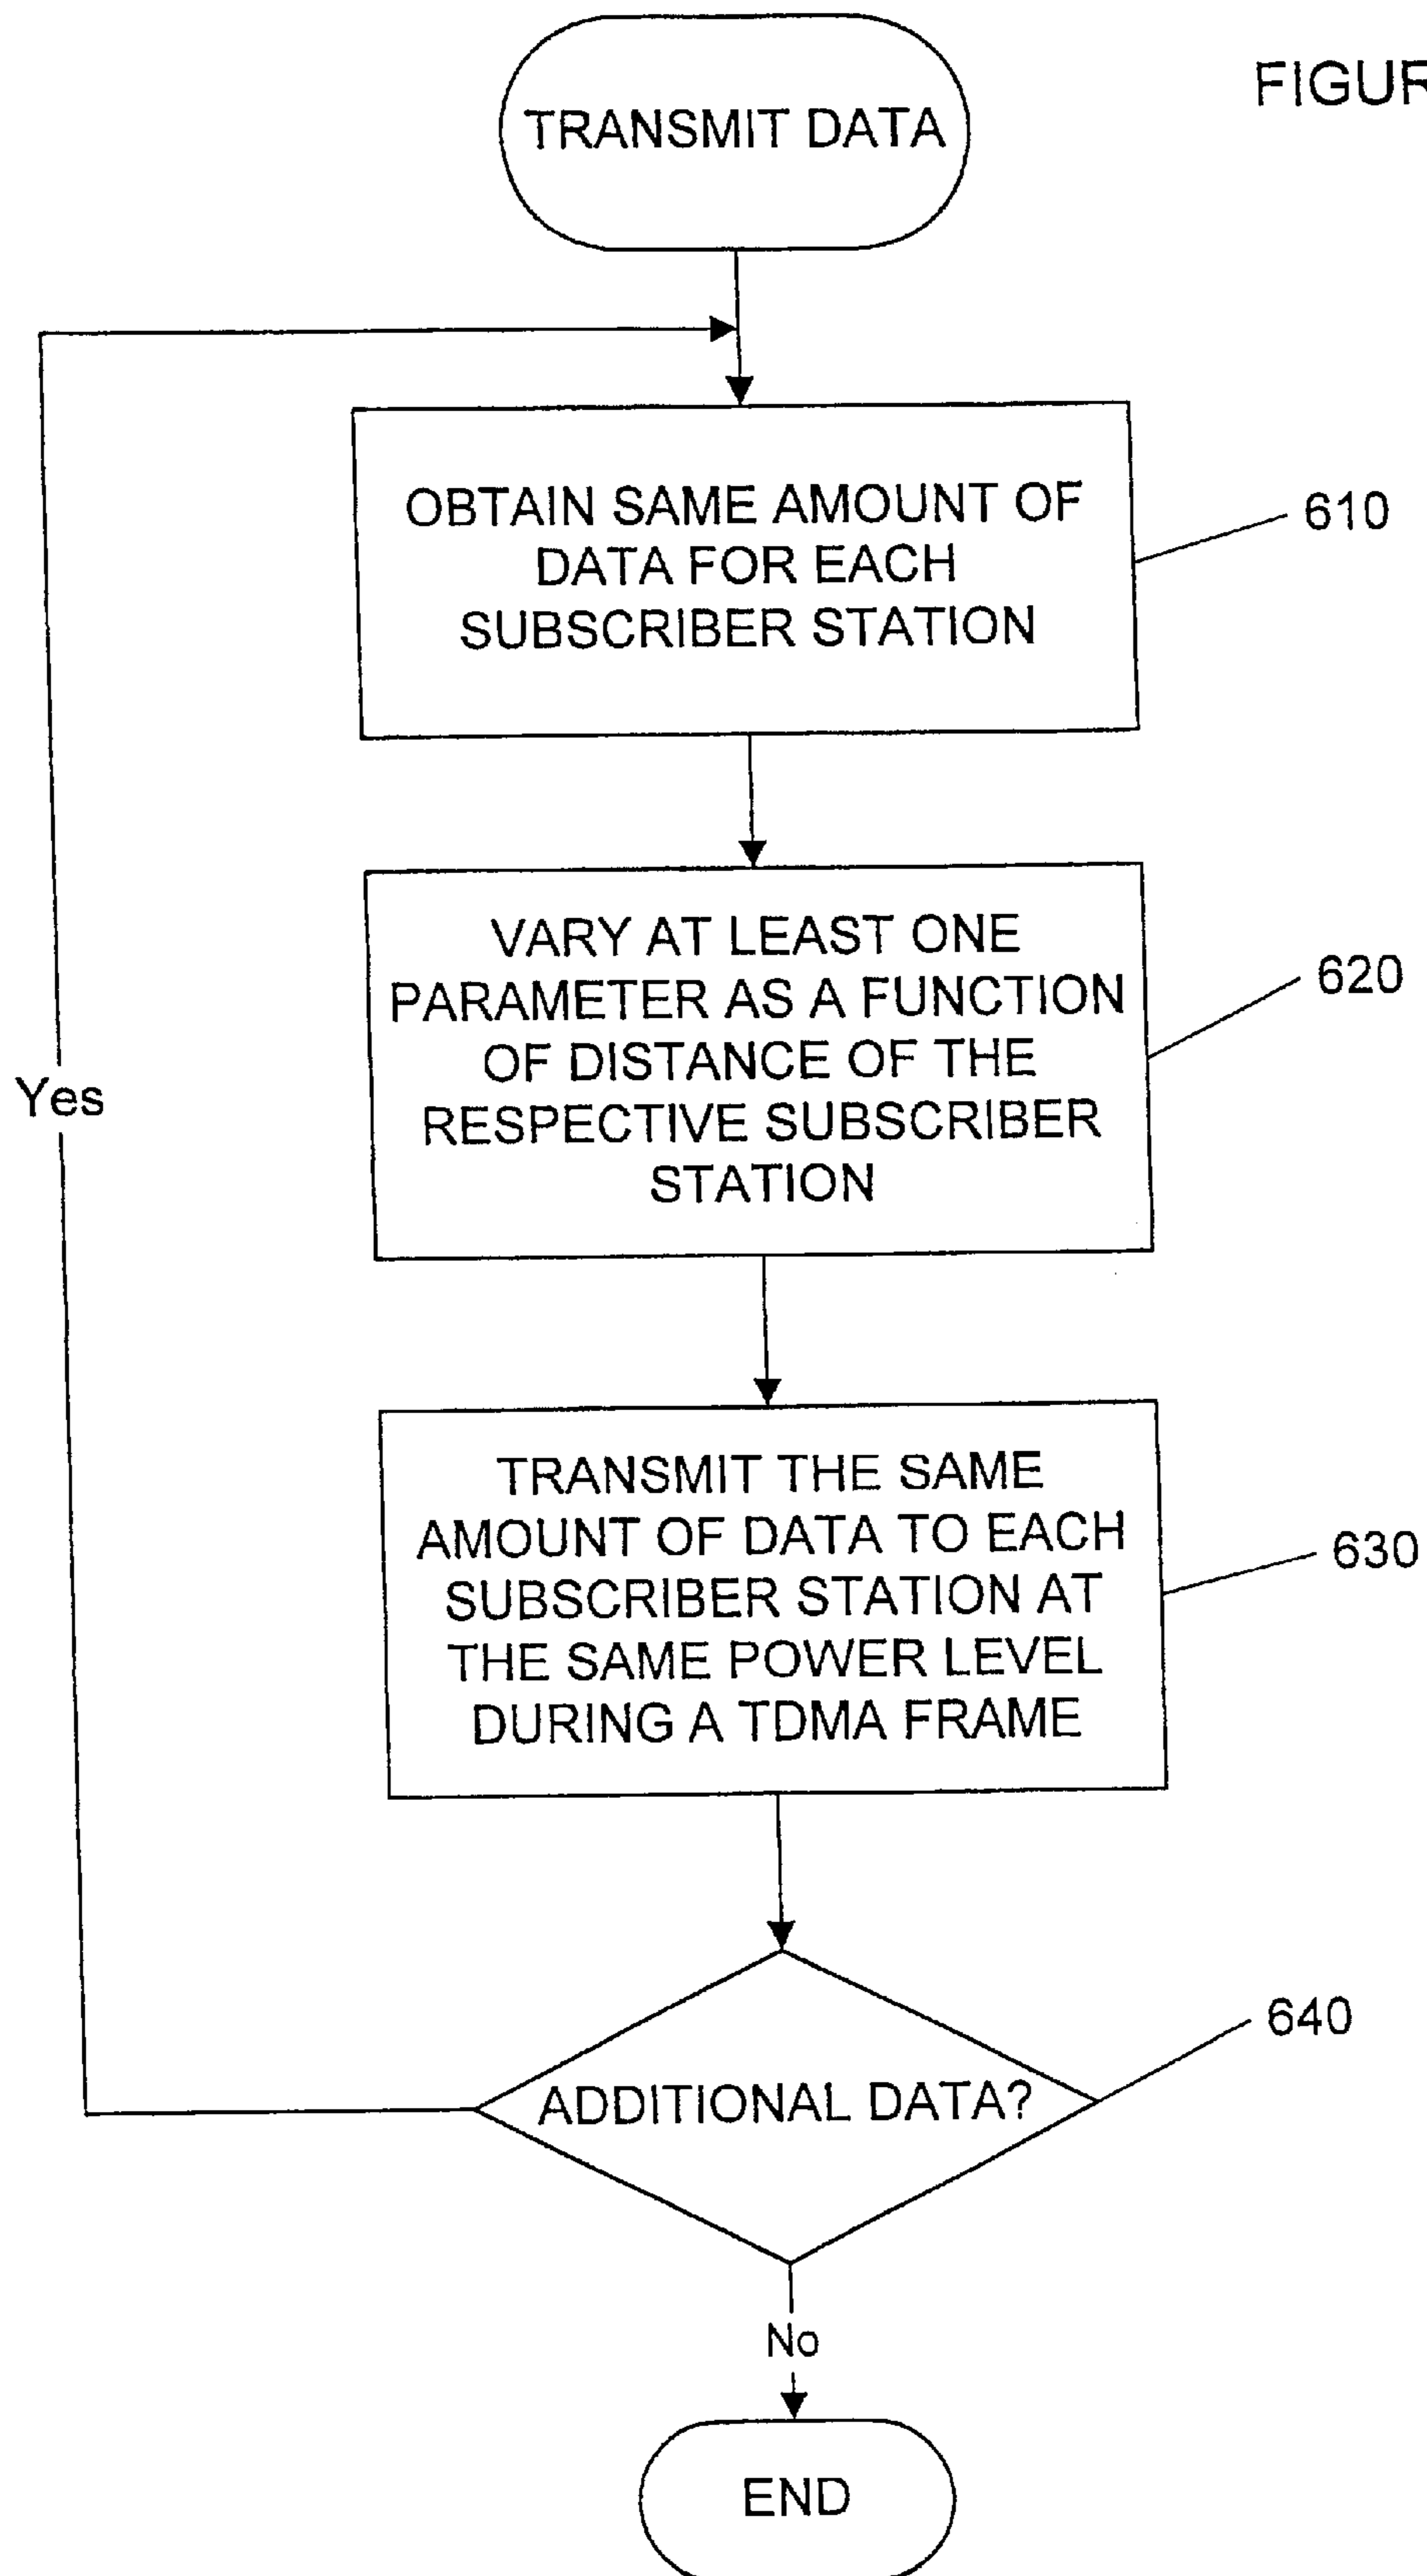 FIGUR
TRANSMIT DATA
OBTAIN SAME AMOUNT OF
DATA FOR EACH
SUBSCRIBER STATION
610
VARY AT LEAST ONE
PARAMETER AS A FUNCTION
OF DISTANCE OF THE
RESPECTIVE SUBSCRIBER
STATION
620
Yes
TRANSMIT THE SAME
AMOUNT OF DATA TO EACH
SUBSCRIBER STATION AT
THE SAME POWER LEVEL
DURING A TDMA FRAME
630
ADDITIONAL DATA?
640
No
END